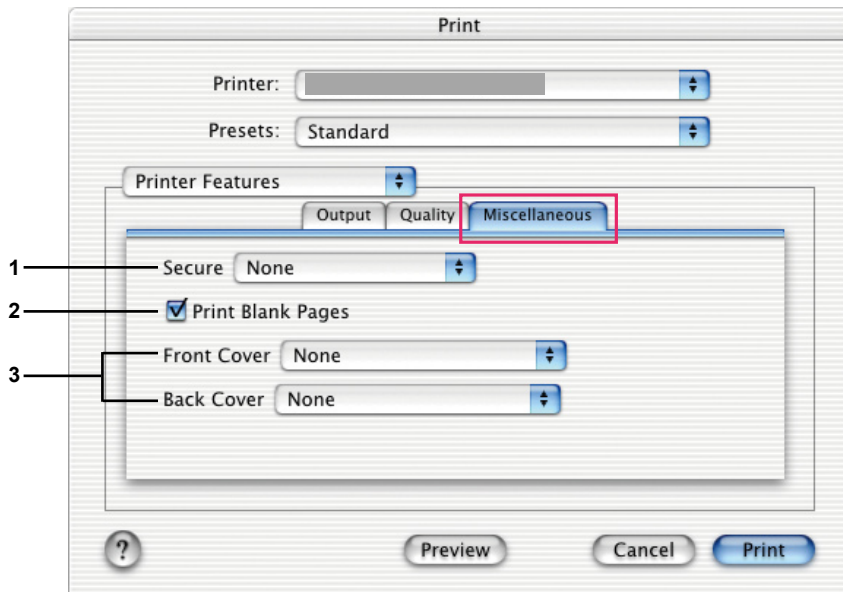 Print
Printer:
Presets: Standard
Printer Features
Output Quality Miscellaneous
1 Secure None
2 Print Blank Pages
Front Cover None
3
Back Cover None
? Preview Cancel Print